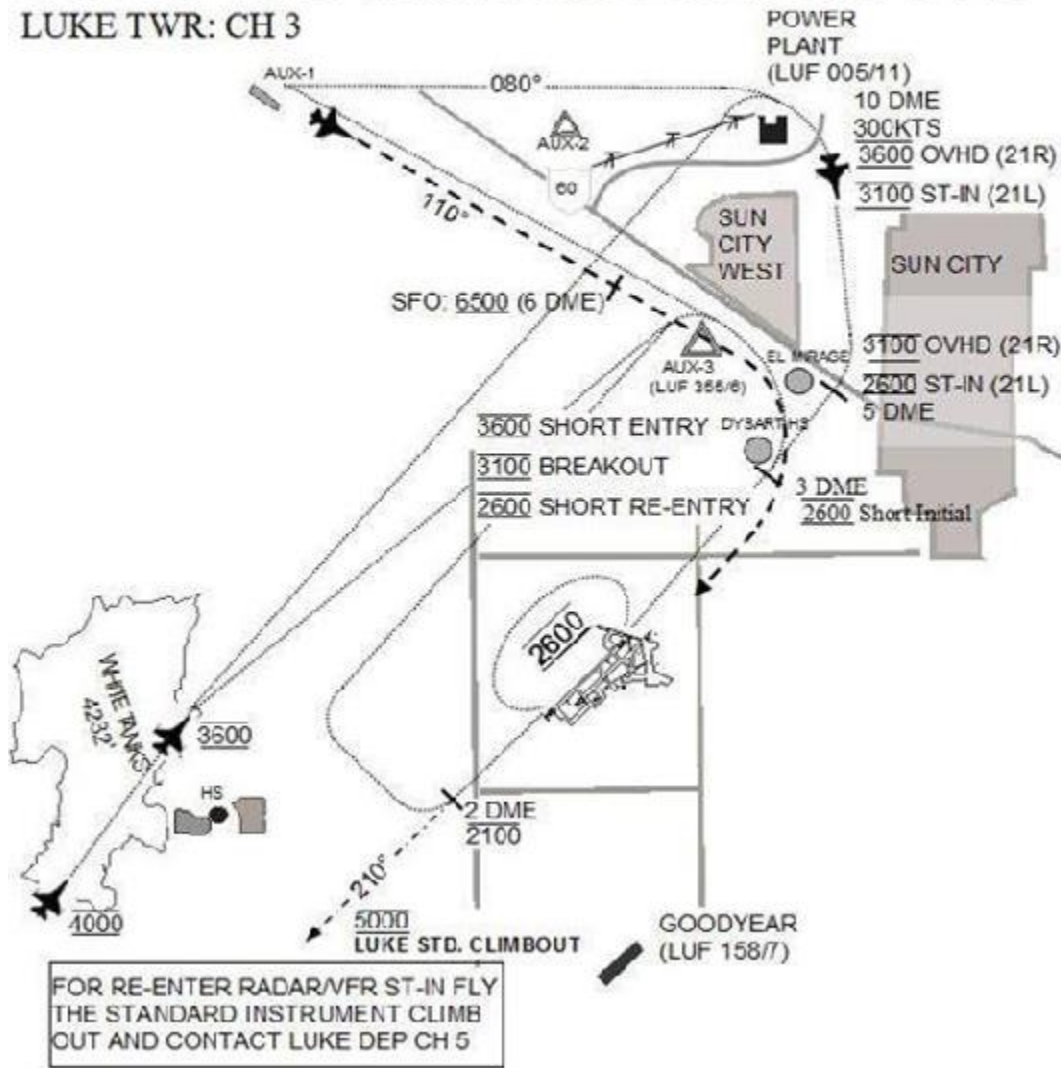 LUKE TWR: CH 3
POWER
PLANT
(LUF 005/11)
AUX-1
080°
10 DME
300KTS
3600 OVHD (21R)
3100 ST-IN (21L)
AUX-2
60
110°
SUN
CITY
WEST
SUN CITY
SFO: 6500 (6 DME)
3100 OVHD (21R)
2600 ST-IN (21L)
5 DME
EL MIRAGE
AUX-3
(LUF 355/6)
3600 SHORT ENTRY
DYSART HS
3100 BREAKOUT
2600 SHORT RE-ENTRY
3 DME
2600 Short Initial
2600
WHITE TANKS
4232'
3600
HS
2 DME
2100
210°
4000
5000
LUKE STD. CLIMBOUT
GOODYEAR
(LUF 158/7)
FOR RE-ENTER RADAR/VFR ST-IN FLY
THE STANDARD INSTRUMENT CLIMB
OUT AND CONTACT LUKE DEP CH 5